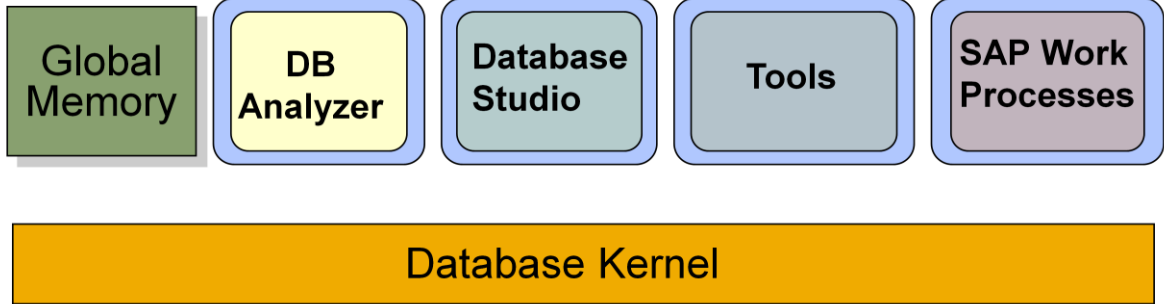 Global
Memory
DB
Analyzer
Database
Studio
Tools
SAP Work
Processes
Database Kernel